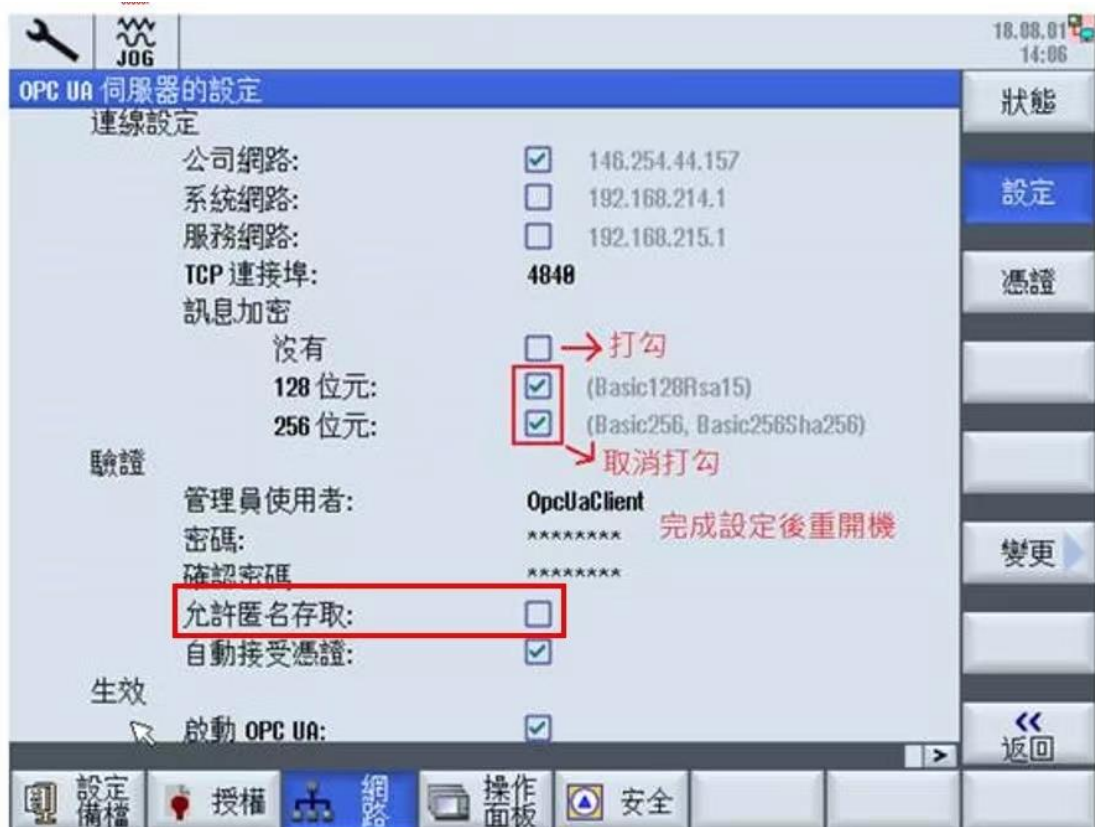 JOG
18.08.01
14:06
OPC UA 伺服器的設定
狀態
連線設定
公司網路: 146.254.44.157
系統網路: 192.168.214.1
設定
服務網路: 192.168.215.1
TCP 連接埠: 4840
憑證
訊息加密
沒有 打勾
128 位元: (Basic128Rsa15)
256 位元: (Basic256, Basic256Sha256)
取消打勾
驗證
管理員使用者: OpcUaClient
完成設定後重開機
密碼: ********
變更
確認密碼 ********
允許匿名存取:
自動接受憑證:
生效
啟動 OPC UA:
<<
返回
>
設定備檔
授權
網路
操作面板
安全